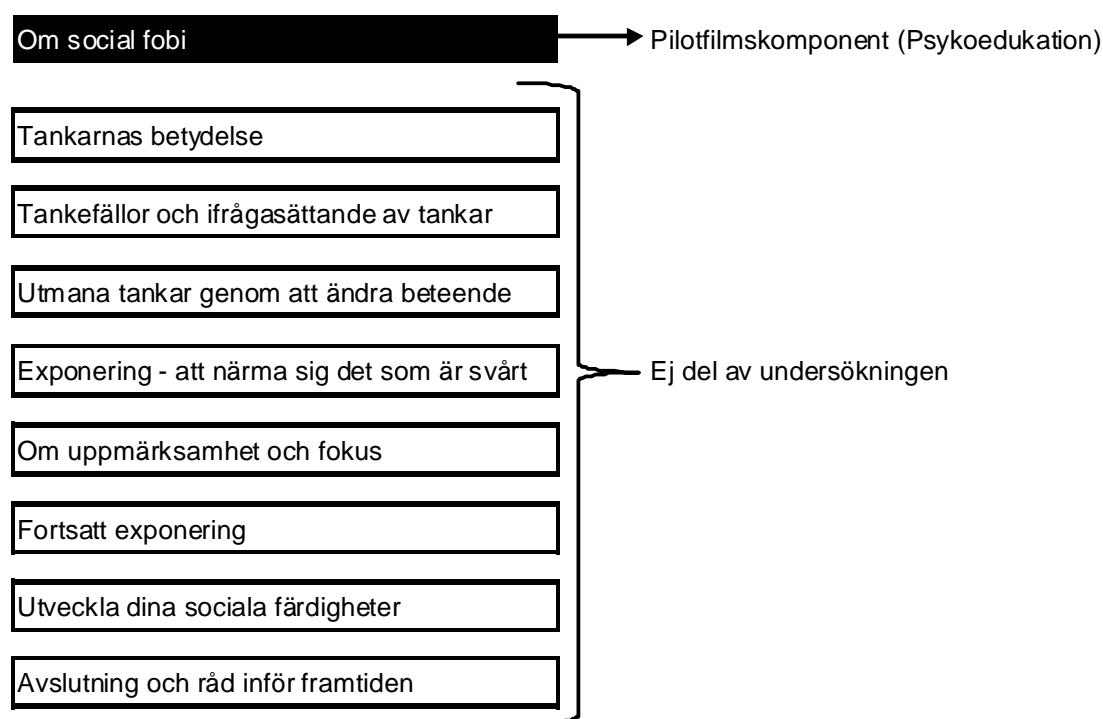 Om social fobi
Pilotfilmskomponent (Psykoedukation)
Tankarnas betydelse
Tankefällor och ifrågasättande av tankar
Utmana tankar genom att ändra beteende
Exponering - att närma sig det som är svårt
Ej del av undersökningen
Om uppmärksamhet och fokus
Fortsatt exponering
Utveckla dina sociala färdigheter
Avslutning och råd inför framtiden